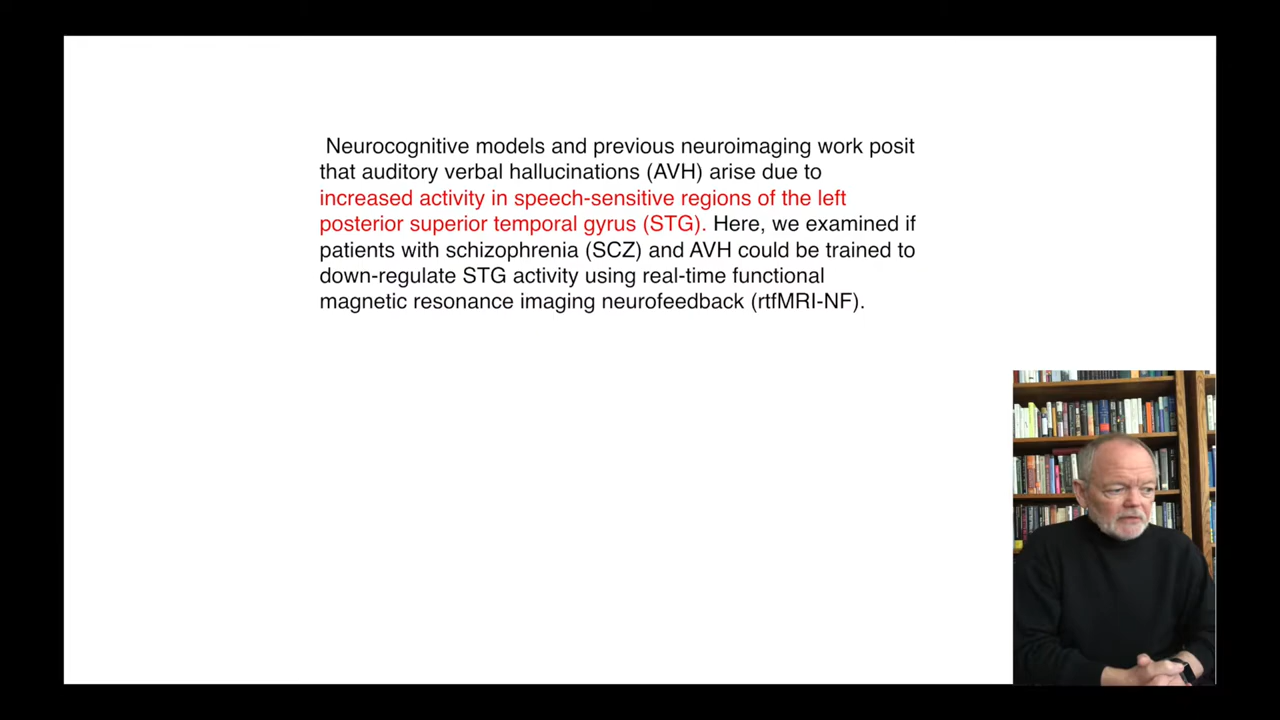 Neurocognitive models and previous neuroimaging work posit
that auditory verbal hallucinations (AVH) arise due to
increased activity in speech-sensitive regions of the left
posterior superior temporal gyrus (STG). Here, we examined if
patients with schizophrenia (SCZ) and AVH could be trained to
down-regulate STG activity using real-time functional
magnetic resonance imaging neurofeedback (rtfMRI-NF).